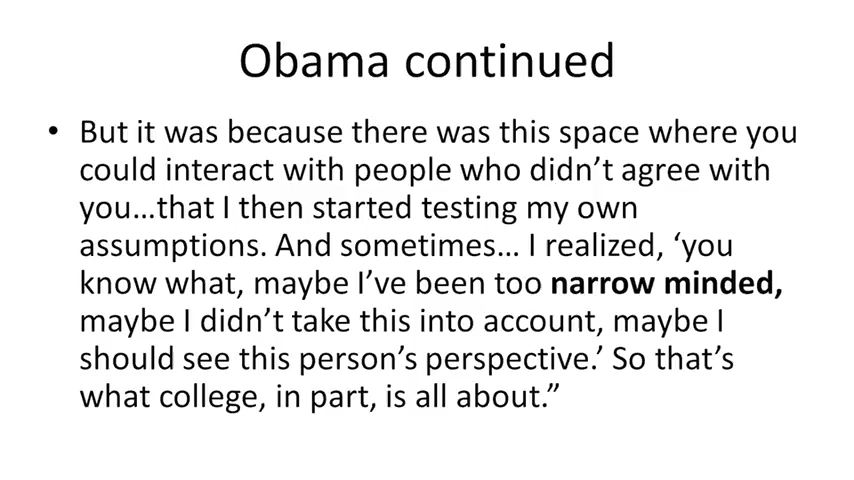 Obama continued
• But it was because there was this space where you
could interact with people who didn’t agree with
you…that I then started testing my own
assumptions. And sometimes… I realized, ‘you
know what, maybe I’ve been too narrow minded,
maybe I didn’t take this into account, maybe I
should see this person’s perspective.’ So that’s
what college, in part, is all about.”